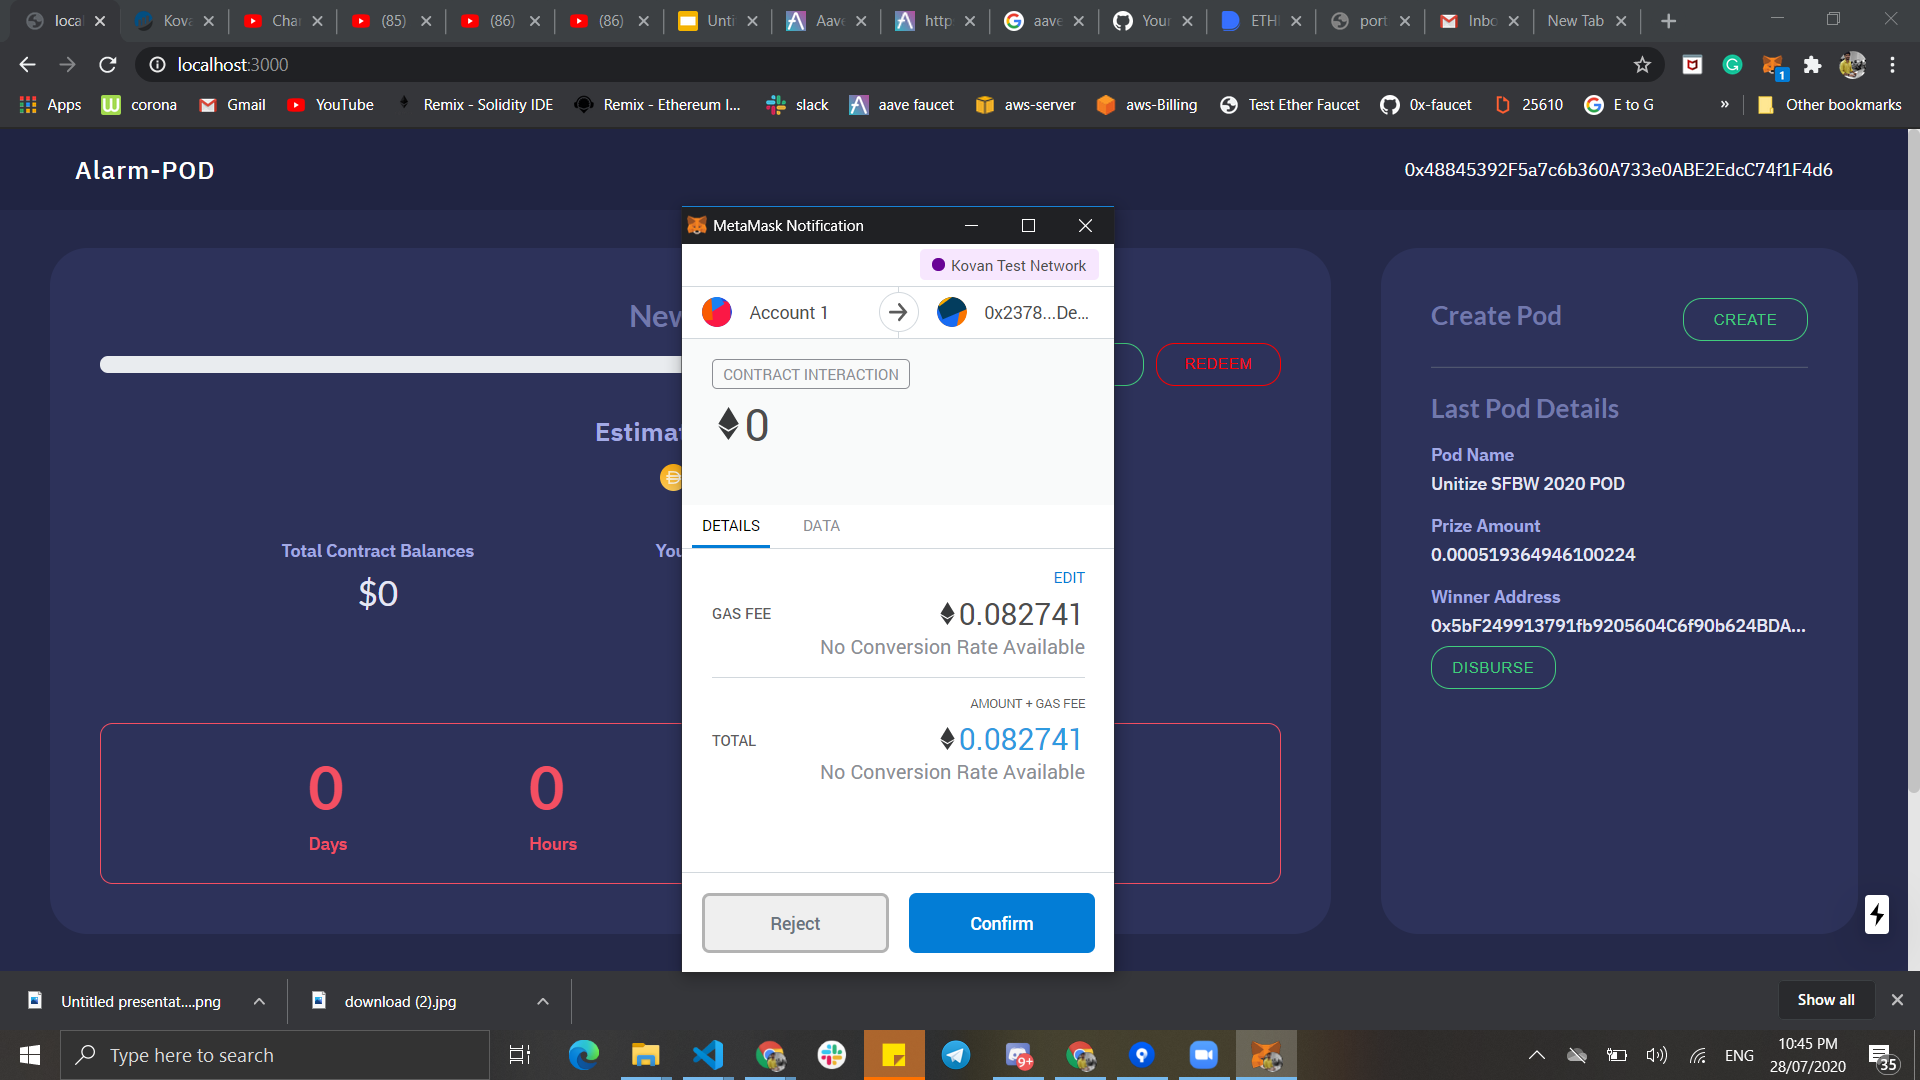 loca
Kova
Chan
(85)
(86)
(86)
Unti
Aave
http
aave
Your
ETHI
port
Inbo
New Tab
localhost:3000
1
Apps
corona
Gmail
YouTube
Remix - Solidity IDE
Remix - Ethereum I...
slack
aave faucet
aws-server
aws-Billing
Test Ether Faucet
0x-faucet
25610
E to G
»
Other bookmarks
Alarm-POD
0x48845392F5a7c6b360A733e0ABE2EdcC74f1F4d6
MetaMask Notification
Kovan Test Network
Account 1
0x2378...De...
CONTRACT INTERACTION
0
DETAILS
DATA
EDIT
GAS FEE
0.082741
No Conversion Rate Available
AMOUNT + GAS FEE
TOTAL
0.082741
No Conversion Rate Available
Reject
Confirm
New
REDEEM
Estimat
Total Contract Balances
$0
You
0
Days
0
Hours
Create Pod
CREATE
Last Pod Details
Pod Name
Unitize SFBW 2020 POD
Prize Amount
0.000519364946100224
Winner Address
0x5bF249913791fb9205604C6f90b624BDA...
DISBURSE
Untitled presentat....png
download (2).jpg
Show all
Type here to search
9+
ENG
10:45 PM
28/07/2020
35